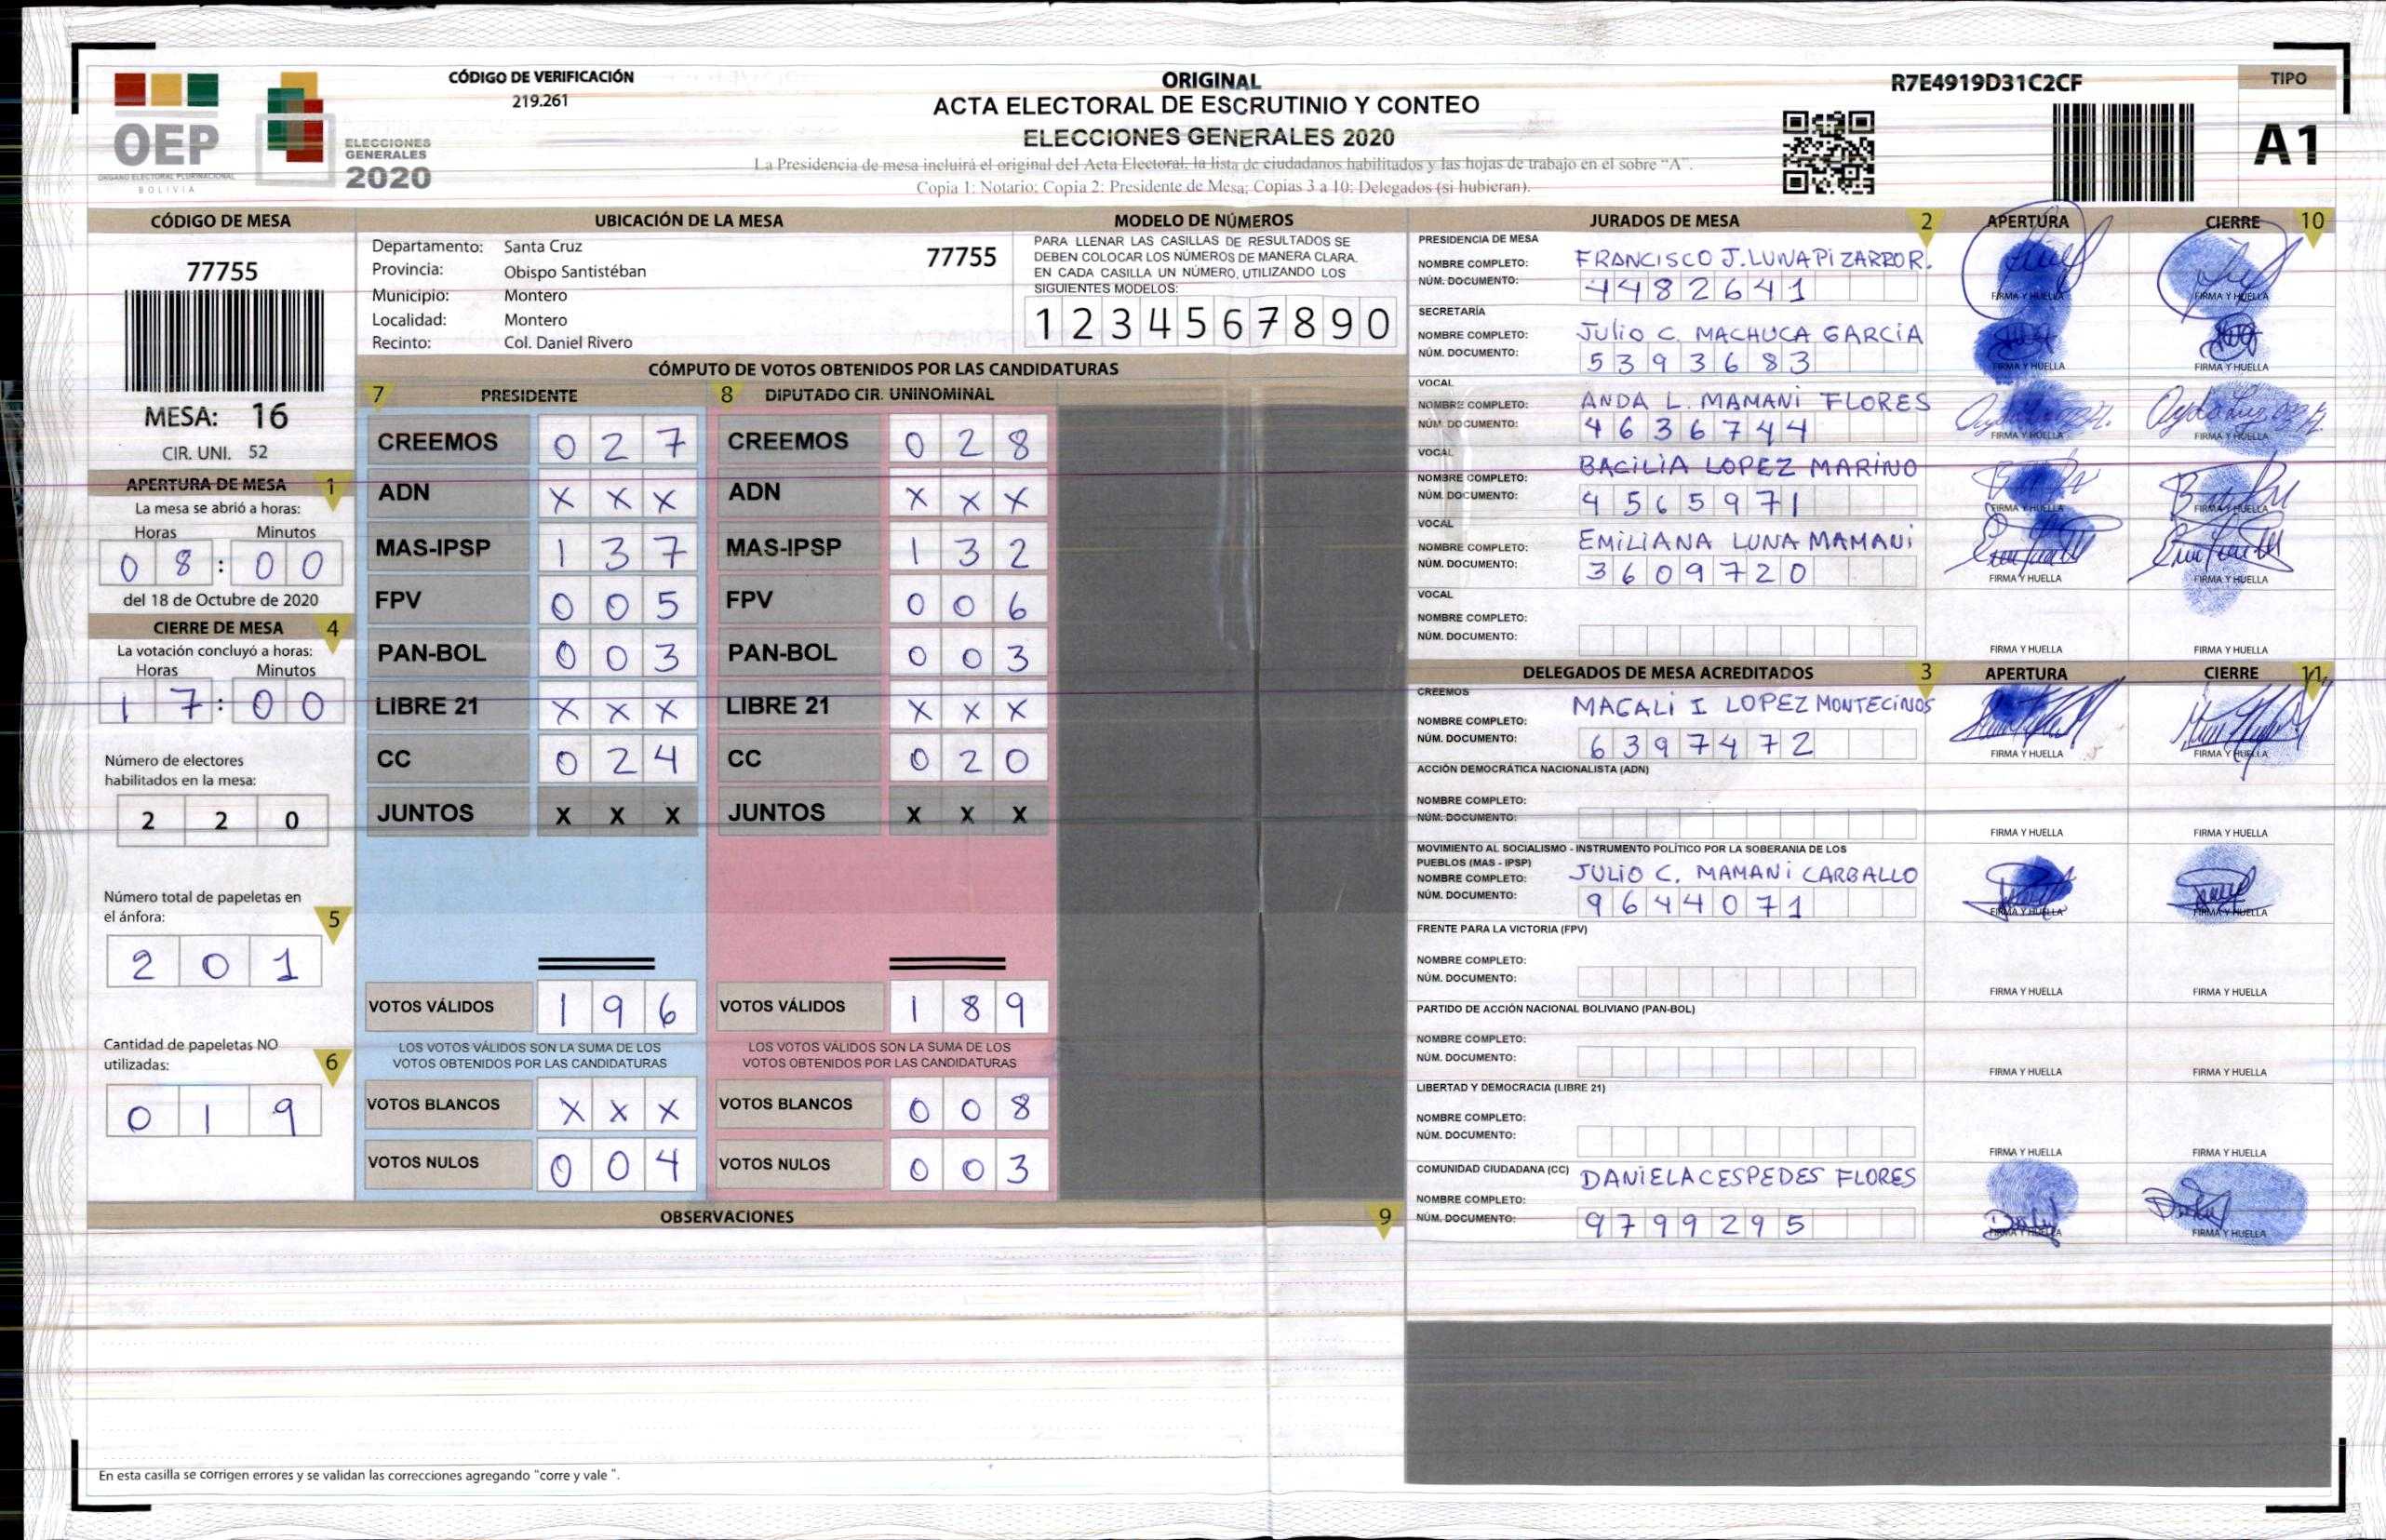 OEP
ÓRGANO ELECTORAL PLURINACIONAL
BOLIVIA
ELECCIONES
GENERALES
2020
CÓDIGO DE VERIFICACIÓN
219.261
ORIGINAL
ACTA ELECTORAL DE ESCRUTINIO Y CONTEO
ELECCIONES GENERALES 2020
La Presidencia de mesa incluirá el original del Acta Electoral, la lista de ciudadanos habilitados y las hojas de trabajo en el sobre "A".
Copia 1: Notario; Copia 2: Presidente de Mesa; Copias 3 a 10: Delegados (si hubieran).
R7E4919D31C2CF
TIPO
A1
CÓDIGO DE MESA
77755
MESA: 16
CIR. UNI. 52
APERTURA DE MESA 1
La mesa se abrió a horas:
Horas Minutos
0 8 : 0 0
del 18 de Octubre de 2020
CIERRE DE MESA 4
La votación concluyó a horas:
Horas Minutos
1 7 : 0 0
Número de electores
habilitados en la mesa:
2 2 0
Número total de papeletas en
el ánfora: 5
2 0 1
Cantidad de papeletas NO
utilizadas: 6
0 1 9
UBICACIÓN DE LA MESA
Departamento: Santa Cruz 77755
Provincia: Obispo Santistéban
Municipio: Montero
Localidad: Montero
Recinto: Col. Daniel Rivero
MODELO DE NÚMEROS
PARA LLENAR LAS CASILLAS DE RESULTADOS SE
DEBEN COLOCAR LOS NÚMEROS DE MANERA CLARA.
EN CADA CASILLA UN NÚMERO, UTILIZANDO LOS
SIGUIENTES MODELOS:
1 2 3 4 5 6 7 8 9 0
CÓMPUTO DE VOTOS OBTENIDOS POR LAS CANDIDATURAS
7 PRESIDENTE 8 DIPUTADO CIR. UNINOMINAL
CREEMOS 0 2 7 CREEMOS 0 2 8
ADN X X X ADN X X X
MAS-IPSP 1 3 7 MAS-IPSP 1 3 2
FPV 0 0 5 FPV 0 0 6
PAN-BOL 0 0 3 PAN-BOL 0 0 3
LIBRE 21 X X X LIBRE 21 X X X
CC 0 2 4 CC 0 2 0
JUNTOS X X X JUNTOS X X X
VOTOS VÁLIDOS 1 9 6 VOTOS VÁLIDOS 1 8 9
LOS VOTOS VÁLIDOS SON LA SUMA DE LOS LOS VOTOS VÁLIDOS SON LA SUMA DE LOS
VOTOS OBTENIDOS POR LAS CANDIDATURAS VOTOS OBTENIDOS POR LAS CANDIDATURAS
VOTOS BLANCOS X X X VOTOS BLANCOS 0 0 8
VOTOS NULOS 0 0 4 VOTOS NULOS 0 0 3
OBSERVACIONES 9
En esta casilla se corrigen errores y se validan las correcciones agregando "corre y vale ".
JURADOS DE MESA 2 APERTURA CIERRE 10
PRESIDENCIA DE MESA
NOMBRE COMPLETO: FRANCISCO J. LUNAPIZARRO R.
NÚM. DOCUMENTO: 4482641
FIRMA Y HUELLA FIRMA Y HUELLA
SECRETARÍA
NOMBRE COMPLETO: JULIO C. MACHUCA GARCIA
NÚM. DOCUMENTO: 5393683
FIRMA Y HUELLA FIRMA Y HUELLA
VOCAL
NOMBRE COMPLETO: ANDA L. MAMANI FLORES
NÚM. DOCUMENTO: 4636744
FIRMA Y HUELLA FIRMA Y HUELLA
VOCAL
NOMBRE COMPLETO: BACILIA LOPEZ MARINO
NÚM. DOCUMENTO: 4565971
FIRMA Y HUELLA FIRMA Y HUELLA
VOCAL
NOMBRE COMPLETO: EMILIANA LUNA MAMANI
NÚM. DOCUMENTO: 3609720
FIRMA Y HUELLA FIRMA Y HUELLA
VOCAL
NOMBRE COMPLETO:
NÚM. DOCUMENTO:
FIRMA Y HUELLA FIRMA Y HUELLA
DELEGADOS DE MESA ACREDITADOS 3 APERTURA CIERRE 11
CREEMOS
NOMBRE COMPLETO: MAGALI I LOPEZ MONTECINOS
NÚM. DOCUMENTO: 6397472
FIRMA Y HUELLA FIRMA Y HUELLA
ACCIÓN DEMOCRÁTICA NACIONALISTA (ADN)
NOMBRE COMPLETO:
NÚM. DOCUMENTO:
FIRMA Y HUELLA FIRMA Y HUELLA
MOVIMIENTO AL SOCIALISMO - INSTRUMENTO POLÍTICO POR LA SOBERANIA DE LOS
PUEBLOS (MAS - IPSP)
NOMBRE COMPLETO: JULIO C. MAMANI CARBALLO
NÚM. DOCUMENTO: 9644071
FIRMA Y HUELLA FIRMA Y HUELLA
FRENTE PARA LA VICTORIA (FPV)
NOMBRE COMPLETO:
NÚM. DOCUMENTO:
FIRMA Y HUELLA FIRMA Y HUELLA
PARTIDO DE ACCIÓN NACIONAL BOLIVIANO (PAN-BOL)
NOMBRE COMPLETO:
NÚM. DOCUMENTO:
FIRMA Y HUELLA FIRMA Y HUELLA
LIBERTAD Y DEMOCRACIA (LIBRE 21)
NOMBRE COMPLETO:
NÚM. DOCUMENTO:
FIRMA Y HUELLA FIRMA Y HUELLA
COMUNIDAD CIUDADANA (CC)
NOMBRE COMPLETO: DANIELA CESPEDES FLORES
NÚM. DOCUMENTO: 9799295
FIRMA Y HUELLA FIRMA Y HUELLA